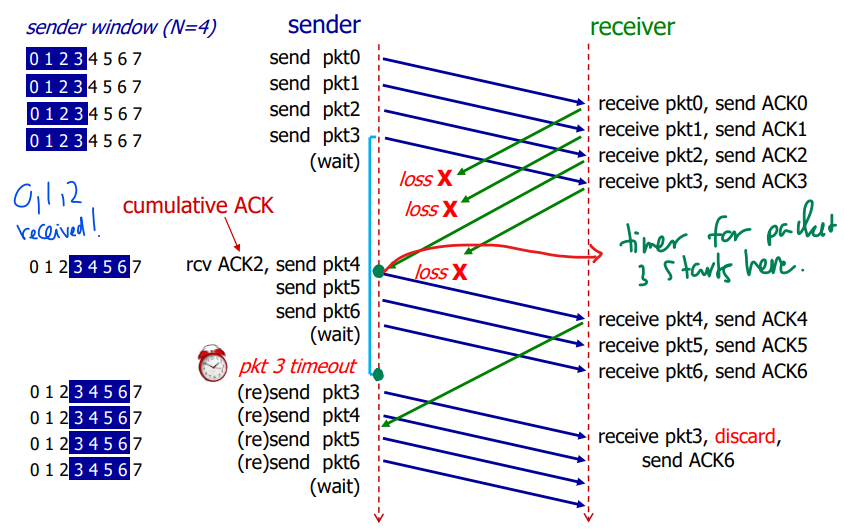 sender window (N=4)
sender
receiver
0 1 2 3 4 5 6 7
send pkt0
0 1 2 3 4 5 6 7
send pkt1
0 1 2 3 4 5 6 7
send pkt2
0 1 2 3 4 5 6 7
send pkt3
(wait)
receive pkt0, send ACK0
receive pkt1, send ACK1
receive pkt2, send ACK2
receive pkt3, send ACK3
loss X
loss X
loss X
0,1,2
received!
cumulative ACK
timer for packet
3 starts here.
0 1 2 3 4 5 6 7
rcv ACK2, send pkt4
send pkt5
send pkt6
(wait)
receive pkt4, send ACK4
receive pkt5, send ACK5
receive pkt6, send ACK6
pkt 3 timeout
0 1 2 3 4 5 6 7
(re)send pkt3
0 1 2 3 4 5 6 7
(re)send pkt4
0 1 2 3 4 5 6 7
(re)send pkt5
0 1 2 3 4 5 6 7
(re)send pkt6
(wait)
receive pkt3, discard,
send ACK6